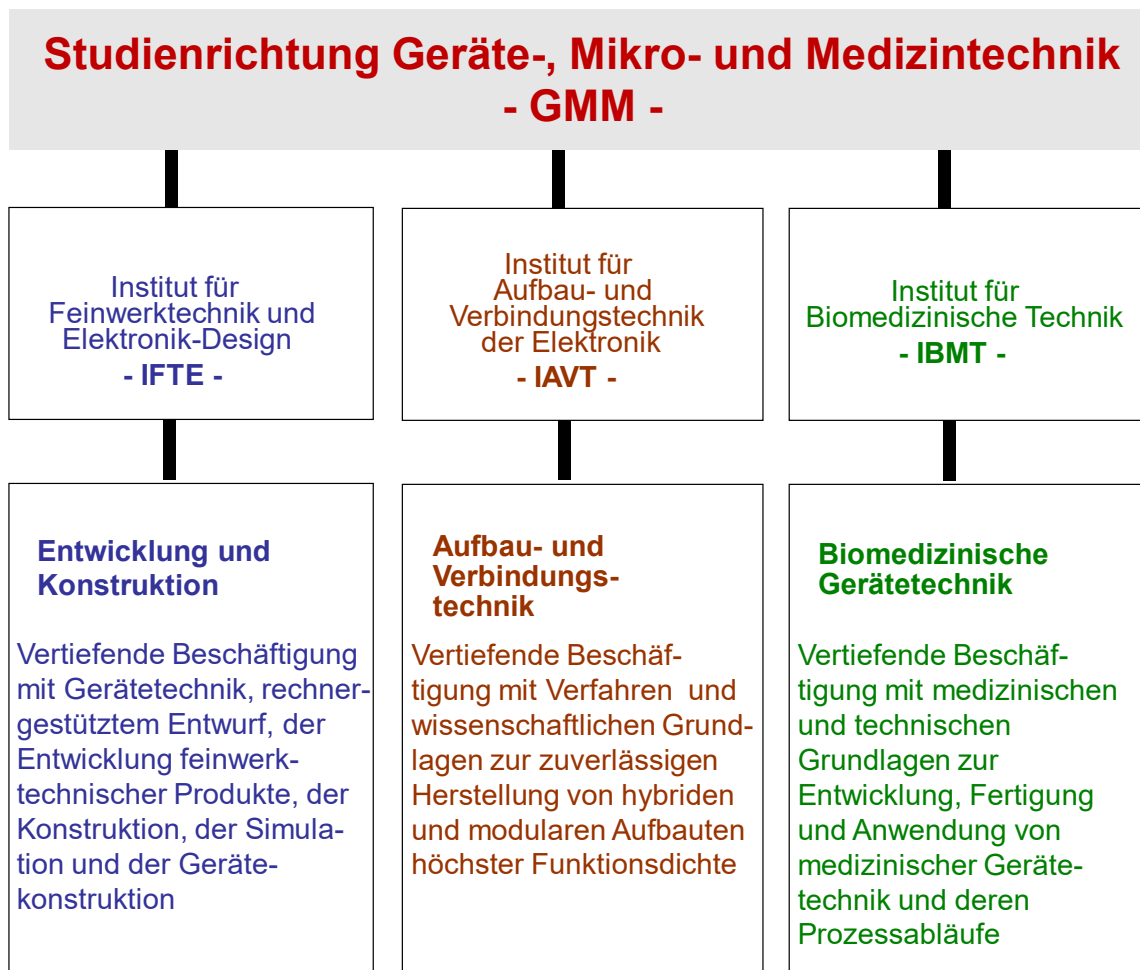 Studienrichtung Geräte-, Mikro- und Medizintechnik
- GMM -
Institut für
Feinwerktechnik und
Elektronik-Design
- IFTE -
Institut für
Aufbau- und
Verbindungstechnik
der Elektronik
- IAVT -
Institut für
Biomedizinische Technik
- IBMT -
Entwicklung und
Konstruktion
Vertiefende Beschäftigung
mit Gerätetechnik, rechner-
gestütztem Entwurf, der
Entwicklung feinwerk-
technischer Produkte, der
Konstruktion, der Simula-
tion und der Geräte-
konstruktion
Aufbau- und
Verbindungs-
technik
Vertiefende Beschäf-
tigung mit Verfahren und
wissenschaftlichen Grund-
lagen zur zuverlässigen
Herstellung von hybriden
und modularen Aufbauten
höchster Funktionsdichte
Biomedizinische
Gerätetechnik
Vertiefende Beschäf-
tigung mit medizinischen
und technischen
Grundlagen zur
Entwicklung, Fertigung
und Anwendung von
medizinischer Geräte-
technik und deren
Prozessabläufe